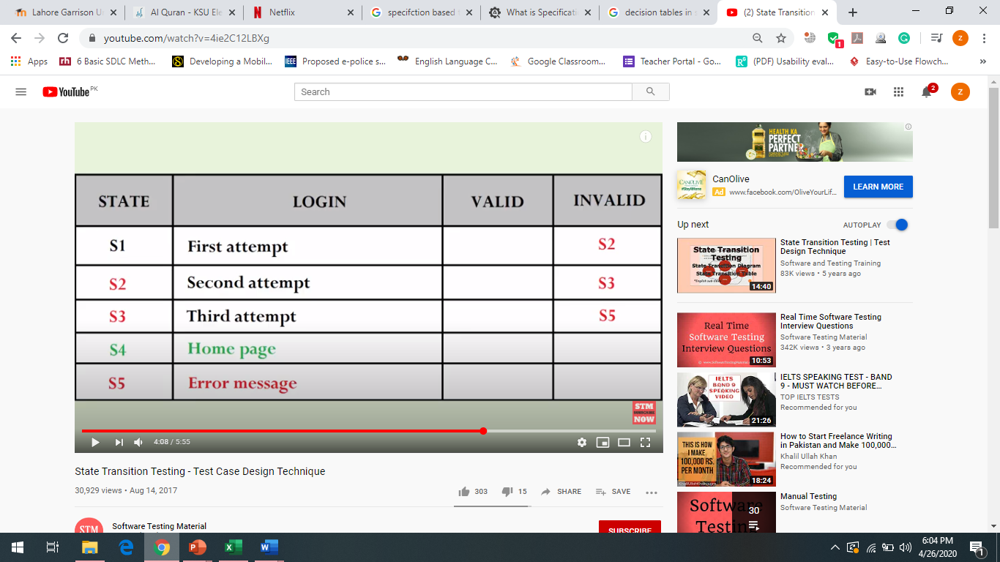 Lahore Garrison Un
Al Quran - KSU Ele
Netflix
specifction based t
What is Specificati
decision tables in s
(2) State Transition
youtube.com/watch?v=4ie2C12LBXg
1
z
Apps
6 Basic SDLC Meth...
Developing a Mobil...
IEEE
Proposed e-police s...
English Language C...
Google Classroom...
Teacher Portal - Go...
(PDF) Usability eval...
Easy-to-Use Flowch...
YouTube PK
Search
2
z
STATE LOGIN VALID INVALID
S1 First attempt S2
S2 Second attempt S3
S3 Third attempt S5
S4 Home page
S5 Error message
STM
SUBSCRIBE
NOW
4:08 / 5:55
State Transition Testing - Test Case Design Technique
30,929 views • Aug 14, 2017
303
15
SHARE
SAVE
STM
Software Testing Material
SUBSCRIBE
HEALTH KA
PERFECT
PARTNER
CANOLIVE
CanOlive
Ad www.facebook.com/OliveYourLif...
LEARN MORE
Up next
AUTOPLAY
State Transition
Testing
State Transition Diagram
State Transition Table
14:40
State Transition Testing | Test
Design Technique
Software and Testing Training
83K views • 5 years ago
Real Time
Software Testing
Interview Questions
10:53
Real Time Software Testing
Interview Questions
Software Testing Material
342K views • 3 years ago
IELTS
BAND 9
SPEAKING
VIDEO
21:26
IELTS SPEAKING TEST - BAND
9 - MUST WATCH BEFORE...
TOP IELTS TESTS
Recommended for you
THIS IS HOW
I MAKE
100,000 RS.
PER MONTH
KhalilUllahKhan.com
18:24
How to Start Freelance Writing
in Pakistan and Make 100,000...
Khalil Ullah Khan
Recommended for you
Software
Testing
30
Manual Testing
Software Testing Material
6:04 PM
4/26/2020
1